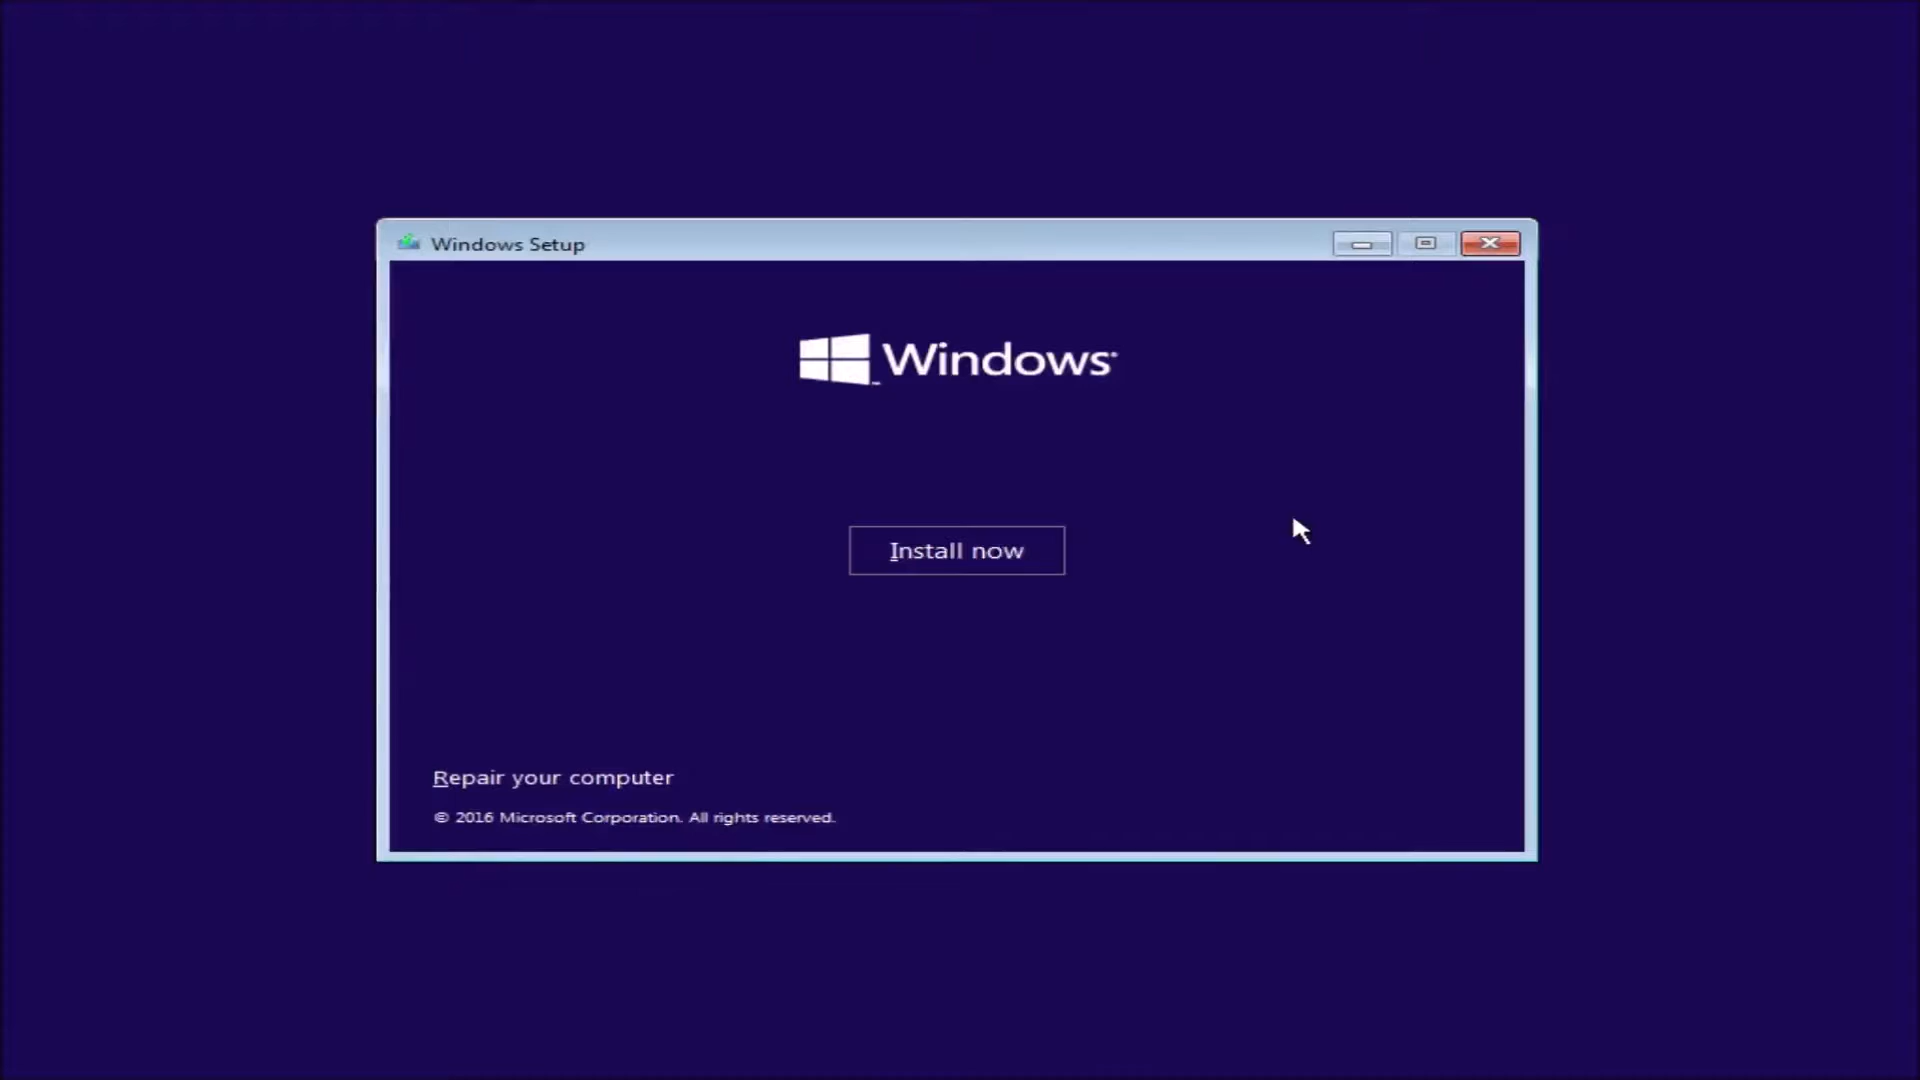 Windows Setup
Windows
Install now
Repair your computer
© 2016 Microsoft Corporation. All rights reserved.